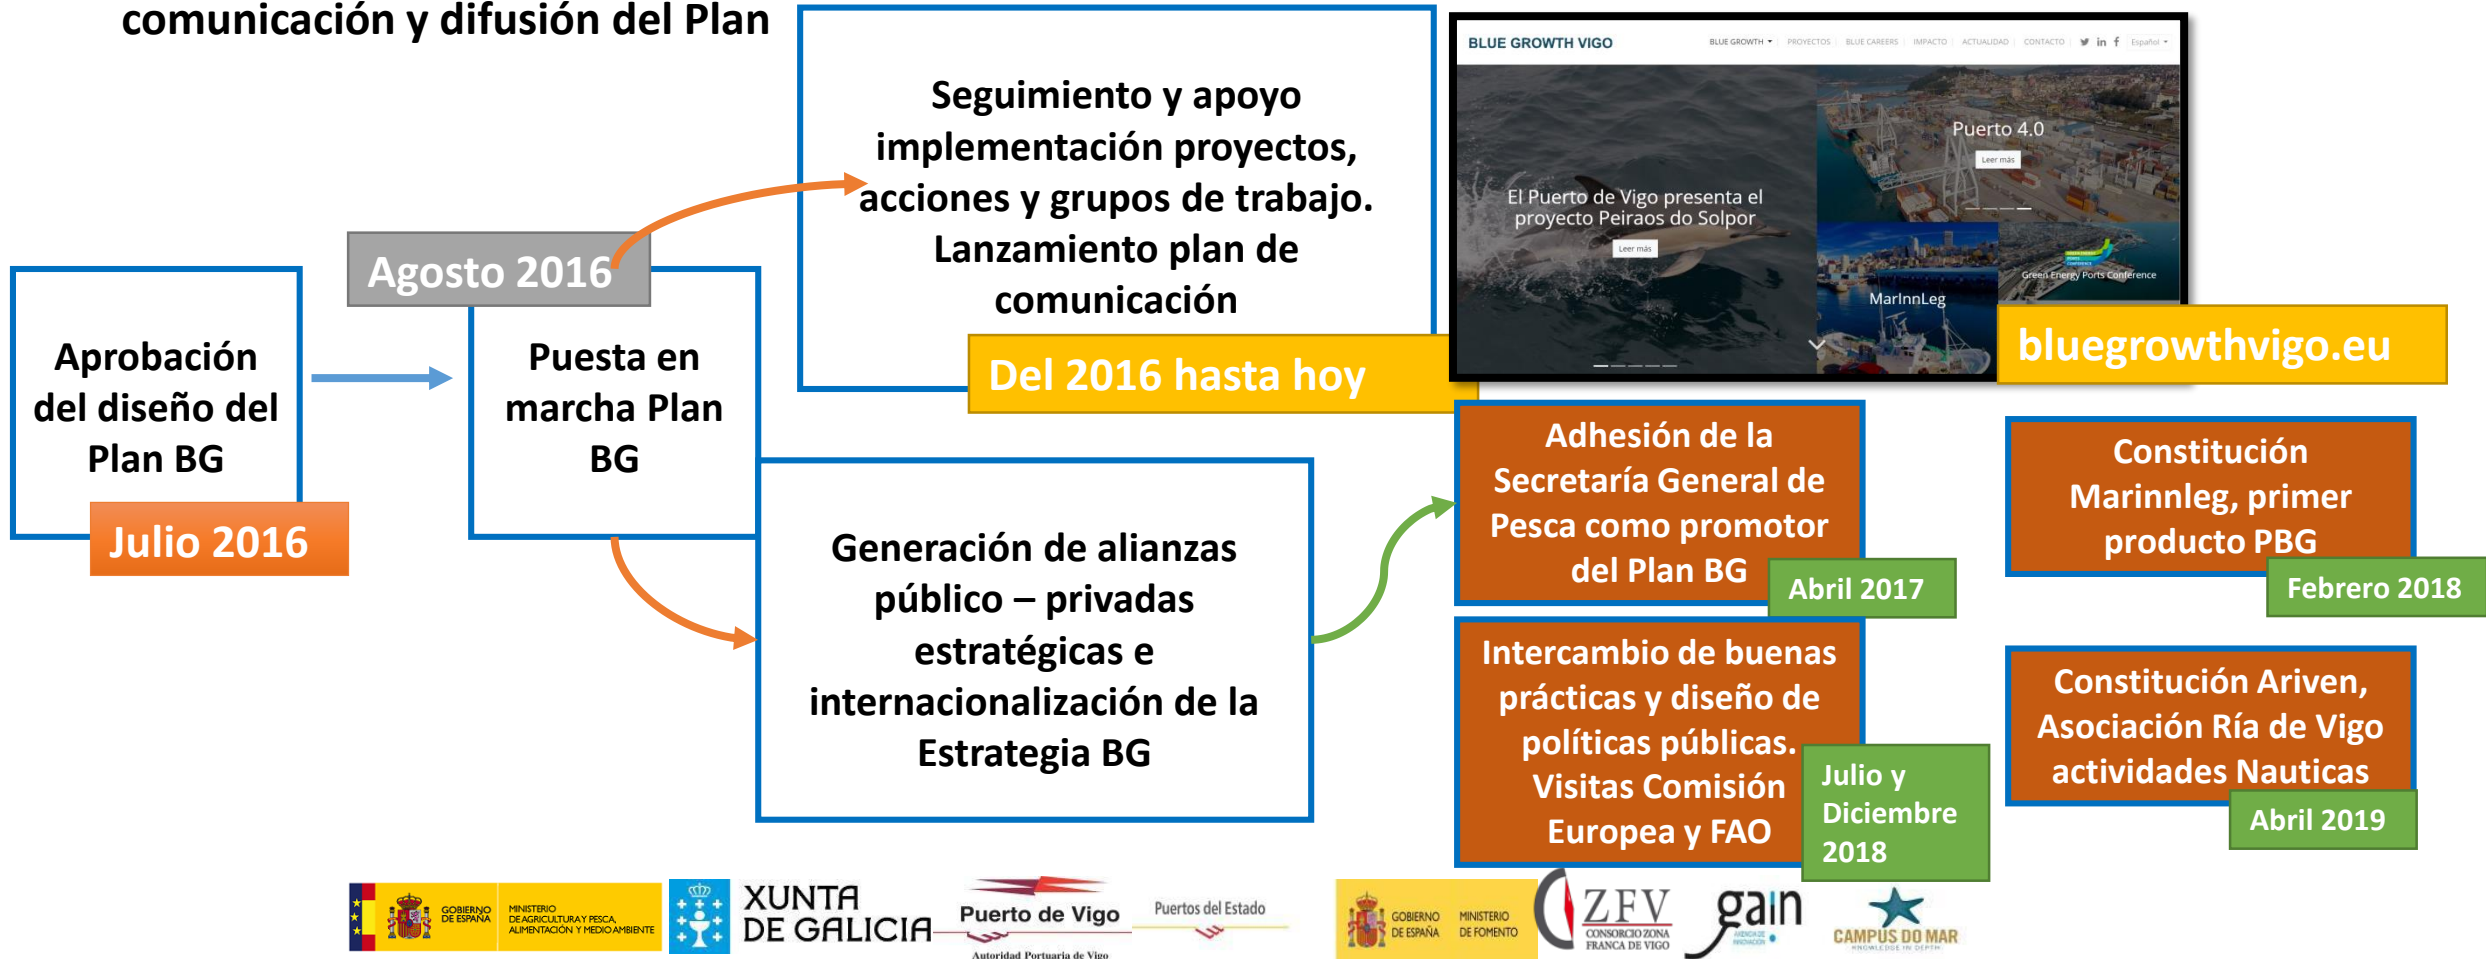 comunicación y difusión del Plan
Seguimiento y apoyo
implementación proyectos,
acciones y grupos de trabajo.
Lanzamiento plan de
comunicación
Del 2016 hasta hoy
BLUE GROWTH VIGO
BLUE GROWTH
PROYECTOS
BLUE CAREERS
IMPACTO
ACTUALIDAD
CONTACTO
Español
El Puerto de Vigo presenta el
proyecto Peiraos do Solpor
Leer más
Puerto 4.0
Leer más
MarInnLeg
Green Energy Ports Conference
bluegrowthvigo.eu
Agosto 2016
Aprobación
del diseño del
Plan BG
Julio 2016
Puesta en
marcha Plan
BG
Generación de alianzas
público – privadas
estratégicas e
internacionalización de la
Estrategia BG
Adhesión de la
Secretaría General de
Pesca como promotor
del Plan BG
Abril 2017
Constitución
Marinnleg, primer
producto PBG
Febrero 2018
Intercambio de buenas
prácticas y diseño de
políticas públicas.
Visitas Comisión
Europea y FAO
Julio y
Diciembre
2018
Constitución Ariven,
Asociación Ría de Vigo
actividades Nauticas
Abril 2019
GOBIERNO
DE ESPAÑA
MINISTERIO
DE AGRICULTURA Y PESCA,
ALIMENTACIÓN Y MEDIO AMBIENTE
XUNTA
DE GALICIA
Puerto de Vigo
Autoridad Portuaria de Vigo
Puertos del Estado
GOBIERNO
DE ESPAÑA
MINISTERIO
DE FOMENTO
ZFV
CONSORCIO ZONA
FRANCA DE VIGO
gain
AXENCIA DE
INNOVACIÓN
CAMPUS DO MAR
KNOWLEDGE IN DEPTH